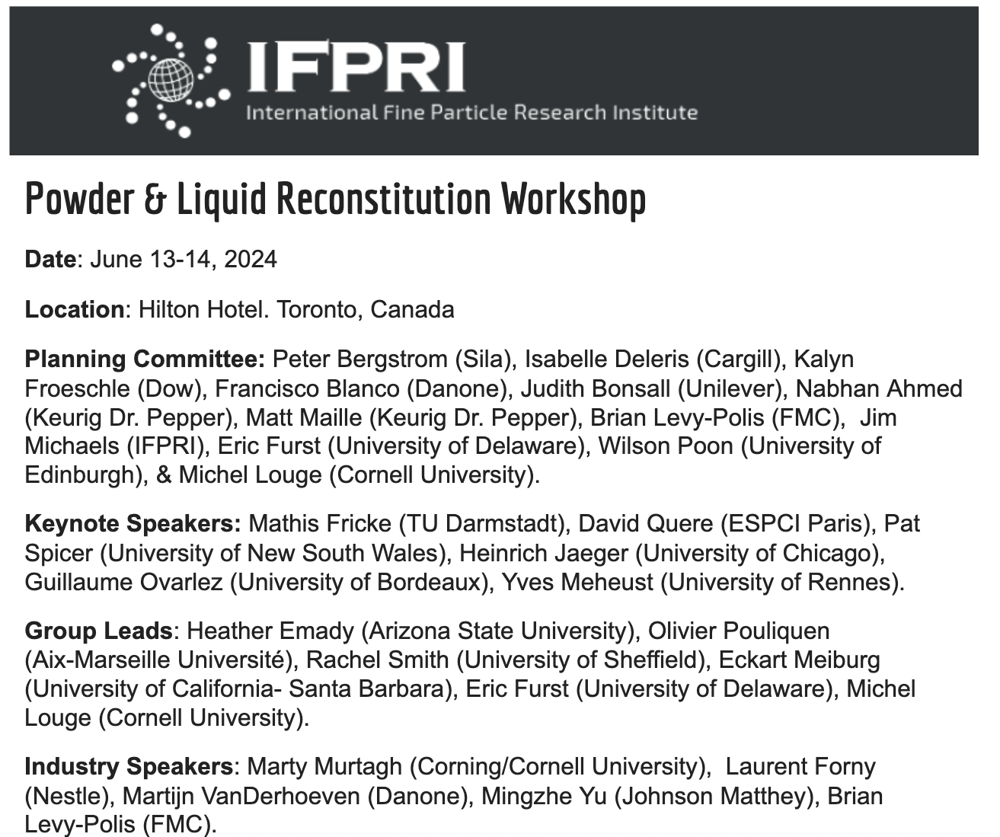 IFPRI
International Fine Particle Research Institute
Powder & Liquid Reconstitution Workshop
Date: June 13-14, 2024
Location: Hilton Hotel. Toronto, Canada
Planning Committee: Peter Bergstrom (Sila), Isabelle Deleris (Cargill), Kalyn
Froeschle (Dow), Francisco Blanco (Danone), Judith Bonsall (Unilever), Nabhan Ahmed
(Keurig Dr. Pepper), Matt Maille (Keurig Dr. Pepper), Brian Levy-Polis (FMC),  Jim
Michaels (IFPRI), Eric Furst (University of Delaware), Wilson Poon (University of
Edinburgh), & Michel Louge (Cornell University).
Keynote Speakers: Mathis Fricke (TU Darmstadt), David Quere (ESPCI Paris), Pat
Spicer (University of New South Wales), Heinrich Jaeger (University of Chicago),
Guillaume Ovarlez (University of Bordeaux), Yves Meheust (University of Rennes).
Group Leads: Heather Emady (Arizona State University), Olivier Pouliquen
(Aix-Marseille Université), Rachel Smith (University of Sheffield), Eckart Meiburg
(University of California- Santa Barbara), Eric Furst (University of Delaware), Michel
Louge (Cornell University).
Industry Speakers: Marty Murtagh (Corning/Cornell University),  Laurent Forny
(Nestle), Martijn VanDerhoeven (Danone), Mingzhe Yu (Johnson Matthey), Brian
Levy-Polis (FMC).